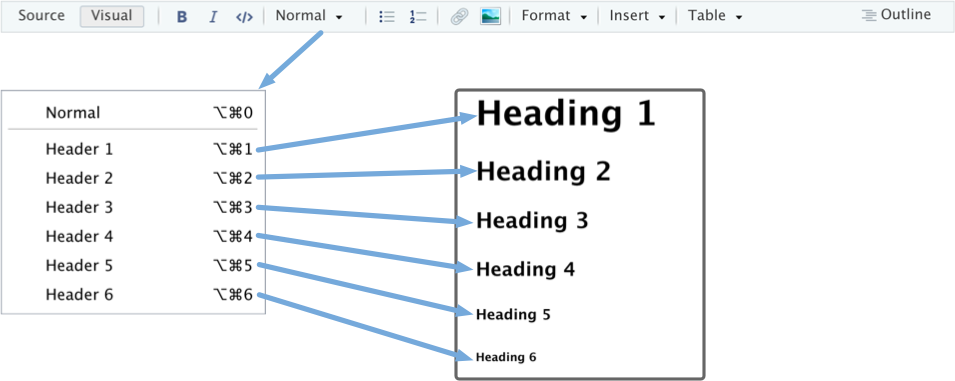 Source Visual B I </> Normal Format Insert Table Outline
Normal ⌥⌘0
Header 1 ⌥⌘1
Header 2 ⌥⌘2
Header 3 ⌥⌘3
Header 4 ⌥⌘4
Header 5 ⌥⌘5
Header 6 ⌥⌘6
Heading 1
Heading 2
Heading 3
Heading 4
Heading 5
Heading 6